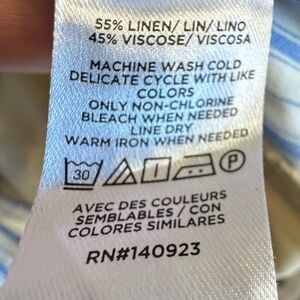 55% LINEN/ LIN/ LINO
45% VISCOSE/ VISCOSA
MACHINE WASH COLD
DELICATE CYCLE WITH LIKE
COLORS
ONLY NON-CHLORINE
BLEACH WHEN NEEDED
LINE DRY
WARM IRON WHEN NEEDED
30 P
AVEC DES COULEURS
SEMBLABLES / CON
COLORES SIMILARES
RN#140923